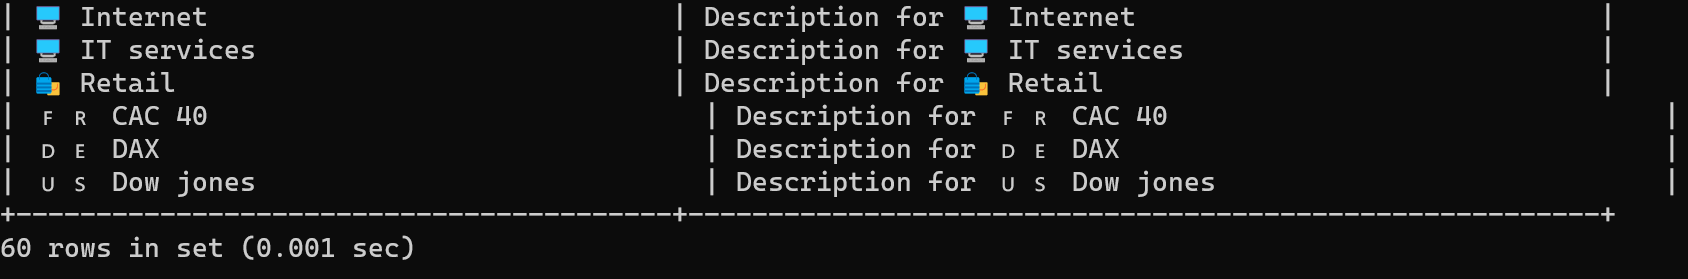 | 🖥️ Internet | Description for 🖥️ Internet |
| 🖥️ IT services | Description for 🖥️ IT services |
| 🛍️ Retail | Description for 🛍️ Retail |
| 🇫 🇷 CAC 40 | Description for 🇫 🇷 CAC 40 |
| 🇩 🇪 DAX | Description for 🇩 🇪 DAX |
| 🇺 🇸 Dow jones | Description for 🇺 🇸 Dow jones |
+-----------------------------------------+---------------------------------------------------------+
60 rows in set (0.001 sec)